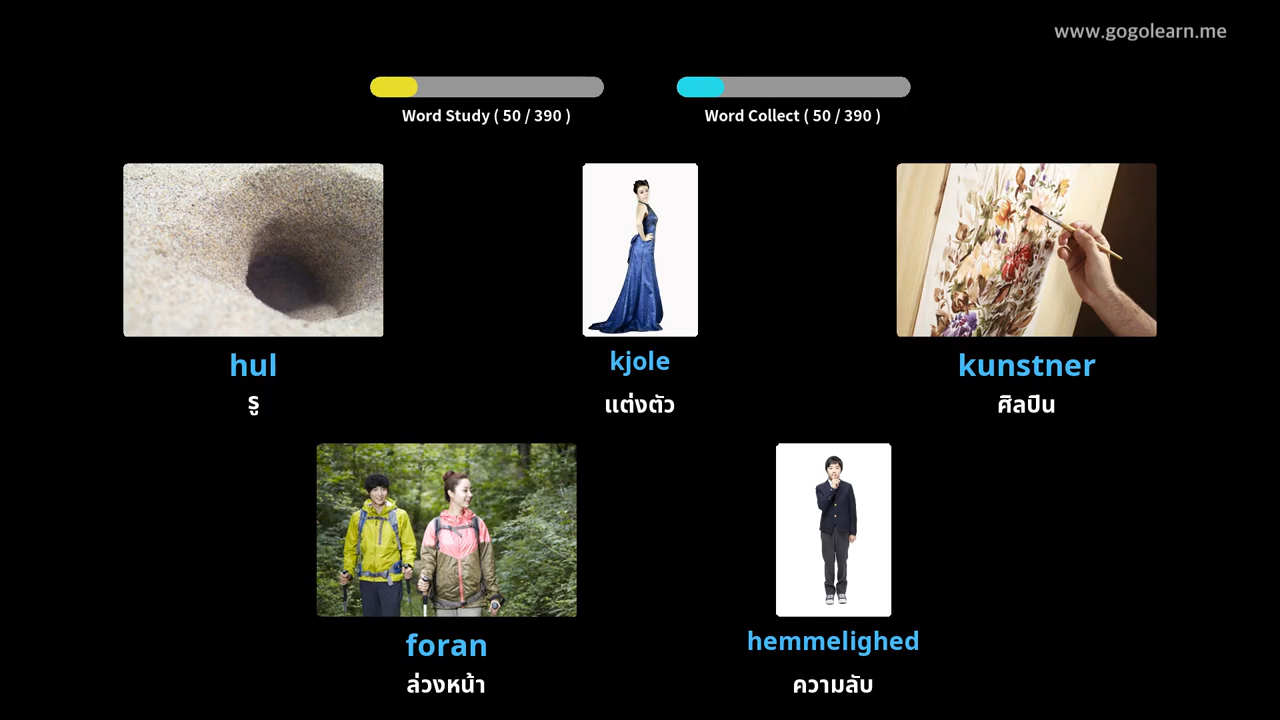 www.gogolearn.me
Word Study ( 50 / 390 )
Word Collect ( 50 / 390 )
hul
รู
kjole
แต่งตัว
kunstner
ศิลปิน
foran
ล่วงหน้า
hemmelighed
ความลับ